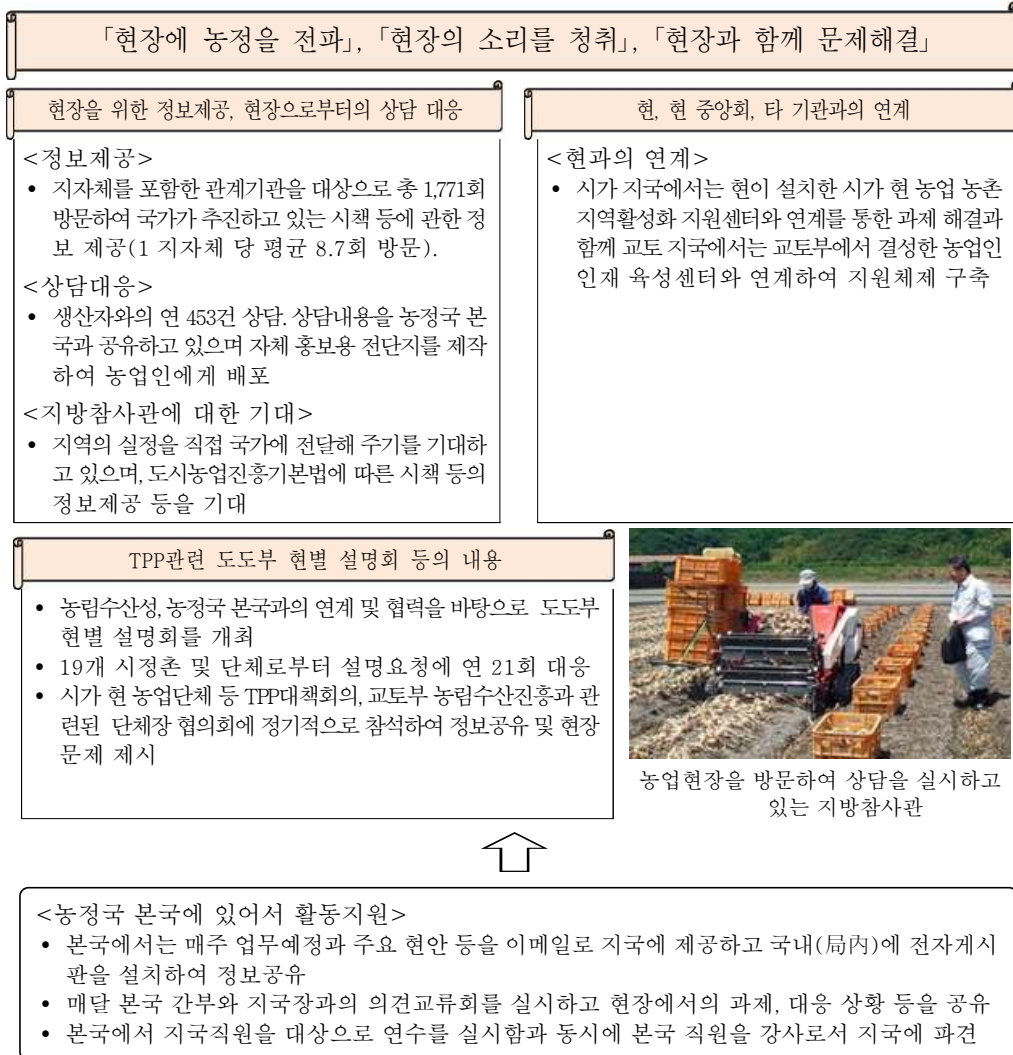 「현장에 농정을 전파」, 「현장의 소리를 청취」, 「현장과 함께 문제해결」
현장을 위한 정보제공, 현장으로부터의 상담 대응
<정보제공>
• 지자체를 포함한 관계기관을 대상으로 총 1,771회
방문하여 국가가 추진하고 있는 시책 등에 관한 정
보 제공(1 지자체 당 평균 8.7회 방문).
<상담대응>
• 생산자와의 연 453건 상담. 상담내용을 농정국 본
국과 공유하고 있으며 자체 홍보용 전단지를 제작
하여 농업인에게 배포
<지방참사관에 대한 기대>
• 지역의 실정을 직접 국가에 전달해 주기를 기대하
고 있으며, 도시농업진흥기본법에 따른 시책 등의
정보제공 등을 기대
현, 현 중앙회, 타 기관과의 연계
<현과의 연계>
• 시가 지국에서는 현이 설치한 시가 현 농업 농촌
지역활성화 지원센터와 연계를 통한 과제 해결과
함께 교토 지국에서는 교토부에서 결성한 농업인
인재 육성센터와 연계하여 지원체제 구축
TPP관련 도도부 현별 설명회 등의 내용
• 농림수산성, 농정국 본국과의 연계 및 협력을 바탕으로 도도부
현별 설명회를 개최
• 19개 시정촌 및 단체로부터 설명요청에 연 21회 대응
• 시가 현 농업단체 등 TPP대책회의, 교토부 농림수산진흥과 관
련된 단체장 협의회에 정기적으로 참석하여 정보공유 및 현장
문제 제시
농업현장을 방문하여 상담을 실시하고
있는 지방참사관
<농정국 본국에 있어서 활동지원>
• 본국에서는 매주 업무예정과 주요 현안 등을 이메일로 지국에 제공하고 국내(局內)에 전자게시
판을 설치하여 정보공유
• 매달 본국 간부와 지국장과의 의견교류회를 실시하고 현장에서의 과제, 대응 상황 등을 공유
• 본국에서 지국직원을 대상으로 연수를 실시함과 동시에 본국 직원을 강사로서 지국에 파견